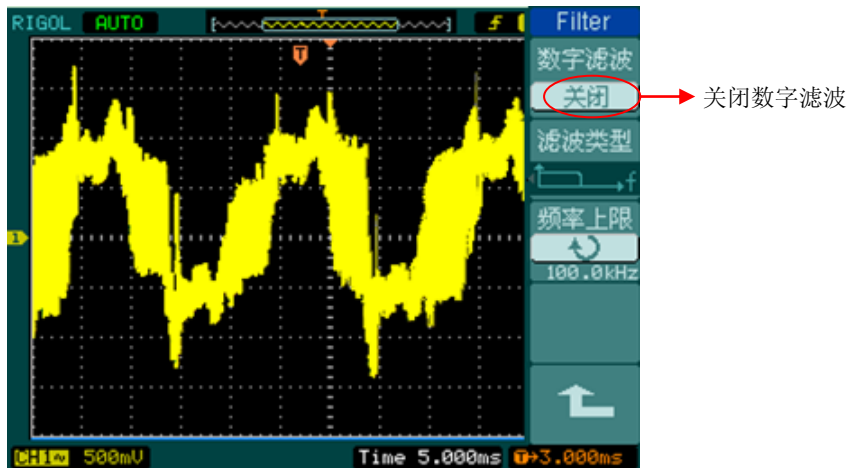 RIGOL AUTO
T
T
Filter
数字滤波
关闭
关闭数字滤波
滤波类型
f
频率上限
100.0kHz
1
CH1~ 500mV Time 5.000ms T→3.000ms